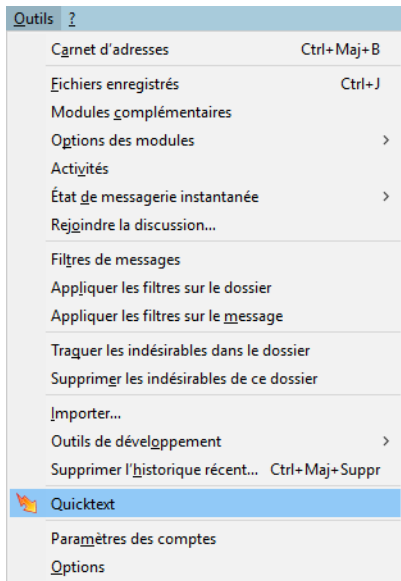 Outils ?
Carnet d'adresses Ctrl+Maj+B
Fichiers enregistrés Ctrl+J
Modules complémentaires
Options des modules
Activités
État de messagerie instantanée
Rejoindre la discussion...
Filtres de messages
Appliquer les filtres sur le dossier
Appliquer les filtres sur le message
Traquer les indésirables dans le dossier
Supprimer les indésirables de ce dossier
Importer...
Outils de développement
Supprimer l'historique récent... Ctrl+Maj+Suppr
Quicktext
Paramètres des comptes
Options